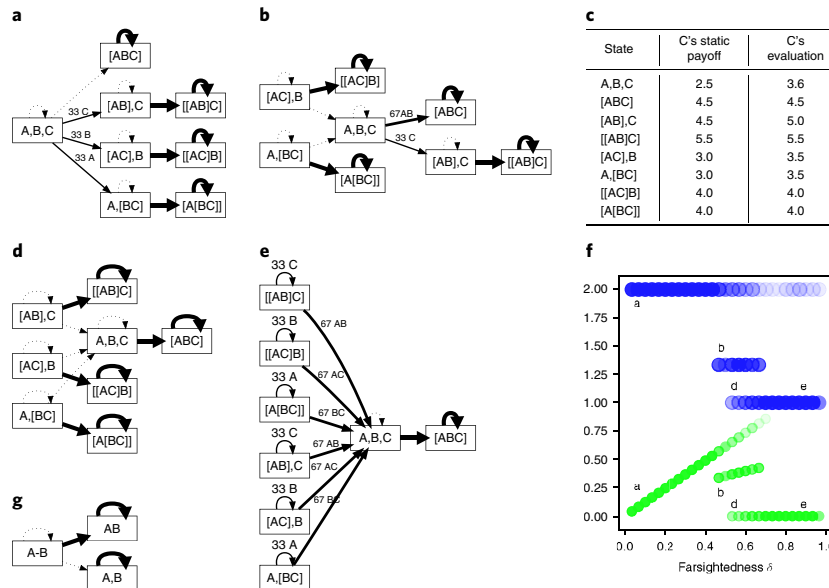 a
[ABC]
33 C
[AB],C
[[AB]C]
A,B,C
33 B
[AC],B
[[AC]B]
33 A
A,[BC]
[A[BC]]
b
[AC],B
[[AC]B]
67AB
[ABC]
A,B,C
33 C
A,[BC]
[AB],C
[[AB]C]
[A[BC]]
c
State C's static payoff C's evaluation
A,B,C 2.5 3.6
[ABC] 4.5 4.5
[AB],C 4.5 5.0
[[AB]C] 5.5 5.5
[AC],B 3.0 3.5
A,[BC] 3.0 3.5
[[AC]B] 4.0 4.0
[A[BC]] 4.0 4.0
d
[[AB]C]
[AB],C
A,B,C
[ABC]
[AC],B
[[AC]B]
A,[BC]
[A[BC]]
e
33 C
[[AB]C]
67 AB
33 B
[[AC]B]
67 AC
33 A
[A[BC]]
67 BC
A,B,C
[ABC]
33 C
67 AB
[AB],C
67 AC
33 B
[AC],B
67 BC
33 A
A,[BC]
f
2.00
a
1.75
1.50
b
1.25
1.00
d
e
0.75
0.50
a
b
0.25
d
e
0.00
0.0 0.2 0.4 0.6 0.8 1.0
Farsightedness δ
g
AB
A-B
A,B